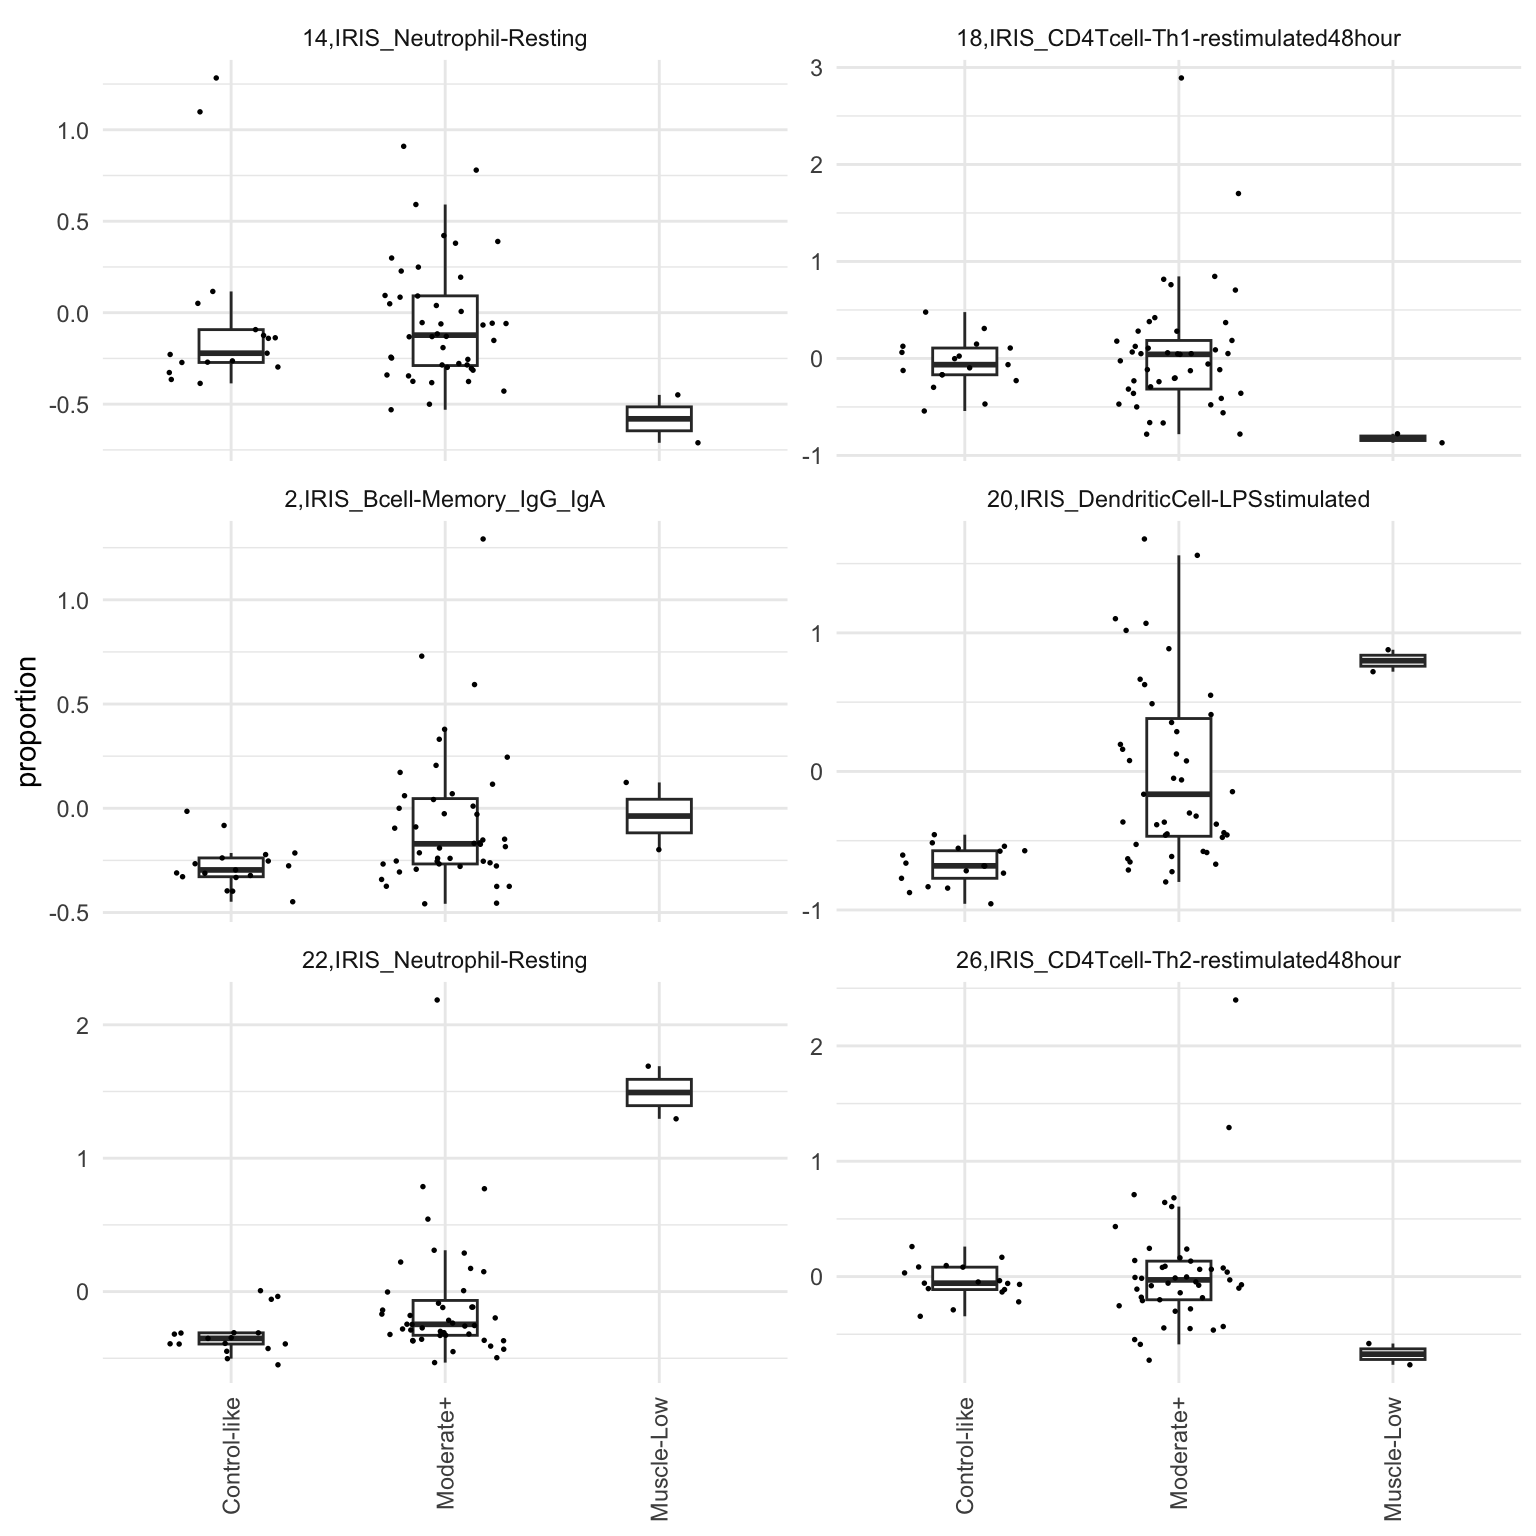 14,IRIS_Neutrophil-Resting
18,IRIS_CD4Tcell-Th1-restimulated48hour
1.0
0.5
0.0
-0.5
3
2
1
0
-1
2,IRIS_Bcell-Memory_IgG_IgA
20,IRIS_DendriticCell-LPSstimulated
proportion
1.0
0.5
0.0
-0.5
1
0
-1
22,IRIS_Neutrophil-Resting
26,IRIS_CD4Tcell-Th2-restimulated48hour
2
1
0
2
1
0
Control-like
Moderate+
Muscle-Low
Control-like
Moderate+
Muscle-Low